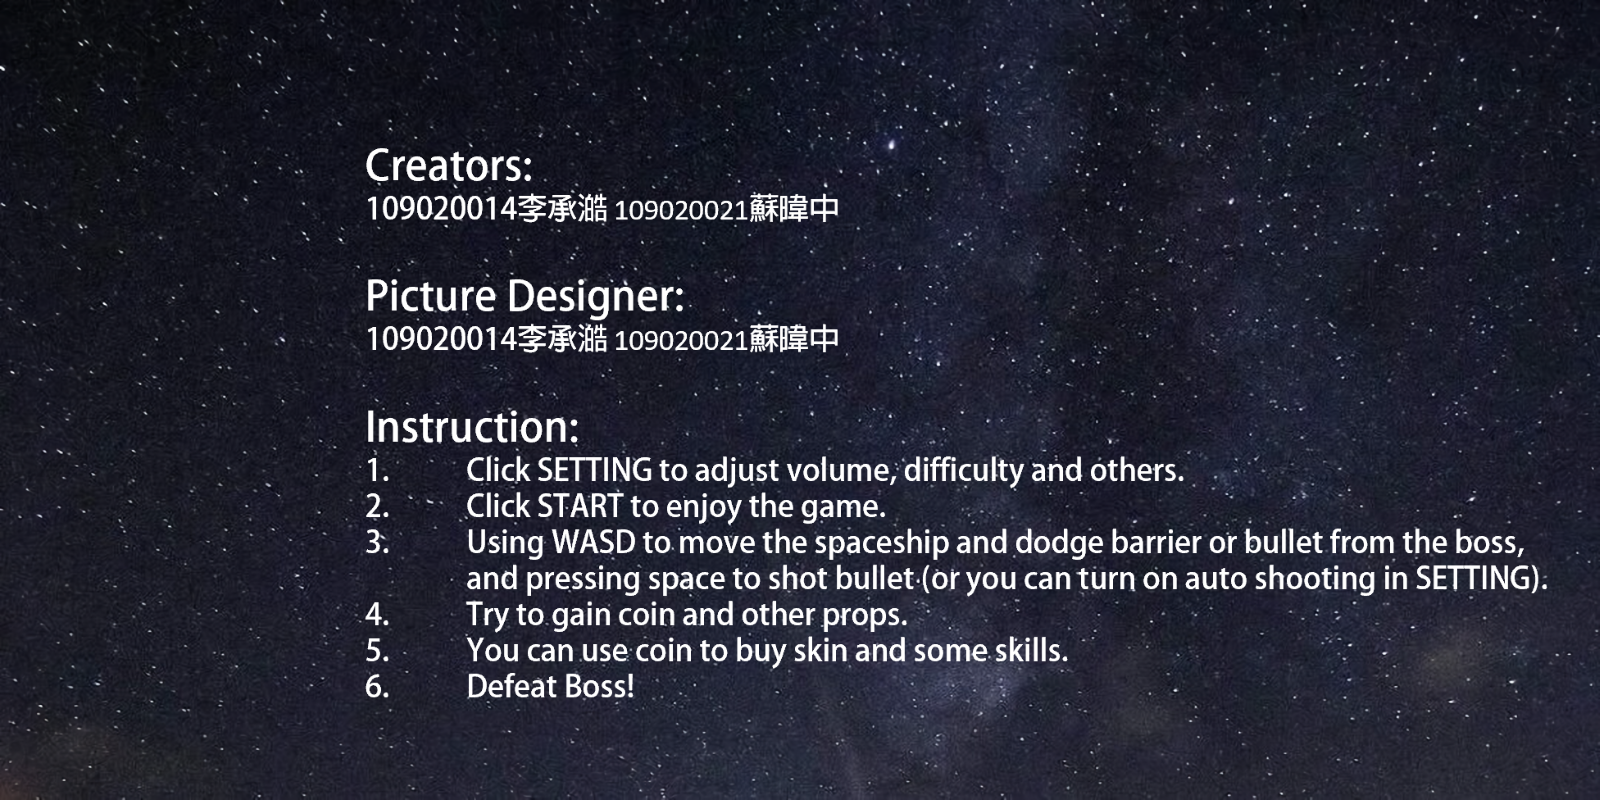 Creators:
109020014李承澔 109020021蘇暐中
Picture Designer:
109020014李承澔 109020021蘇暐中
Instruction:
1. Click SETTING to adjust volume, difficulty and others.
2. Click START to enjoy the game.
3. Using WASD to move the spaceship and dodge barrier or bullet from the boss,
and pressing space to shot bullet (or you can turn on auto shooting in SETTING).
4. Try to gain coin and other props.
5. You can use coin to buy skin and some skills.
6. Defeat Boss!